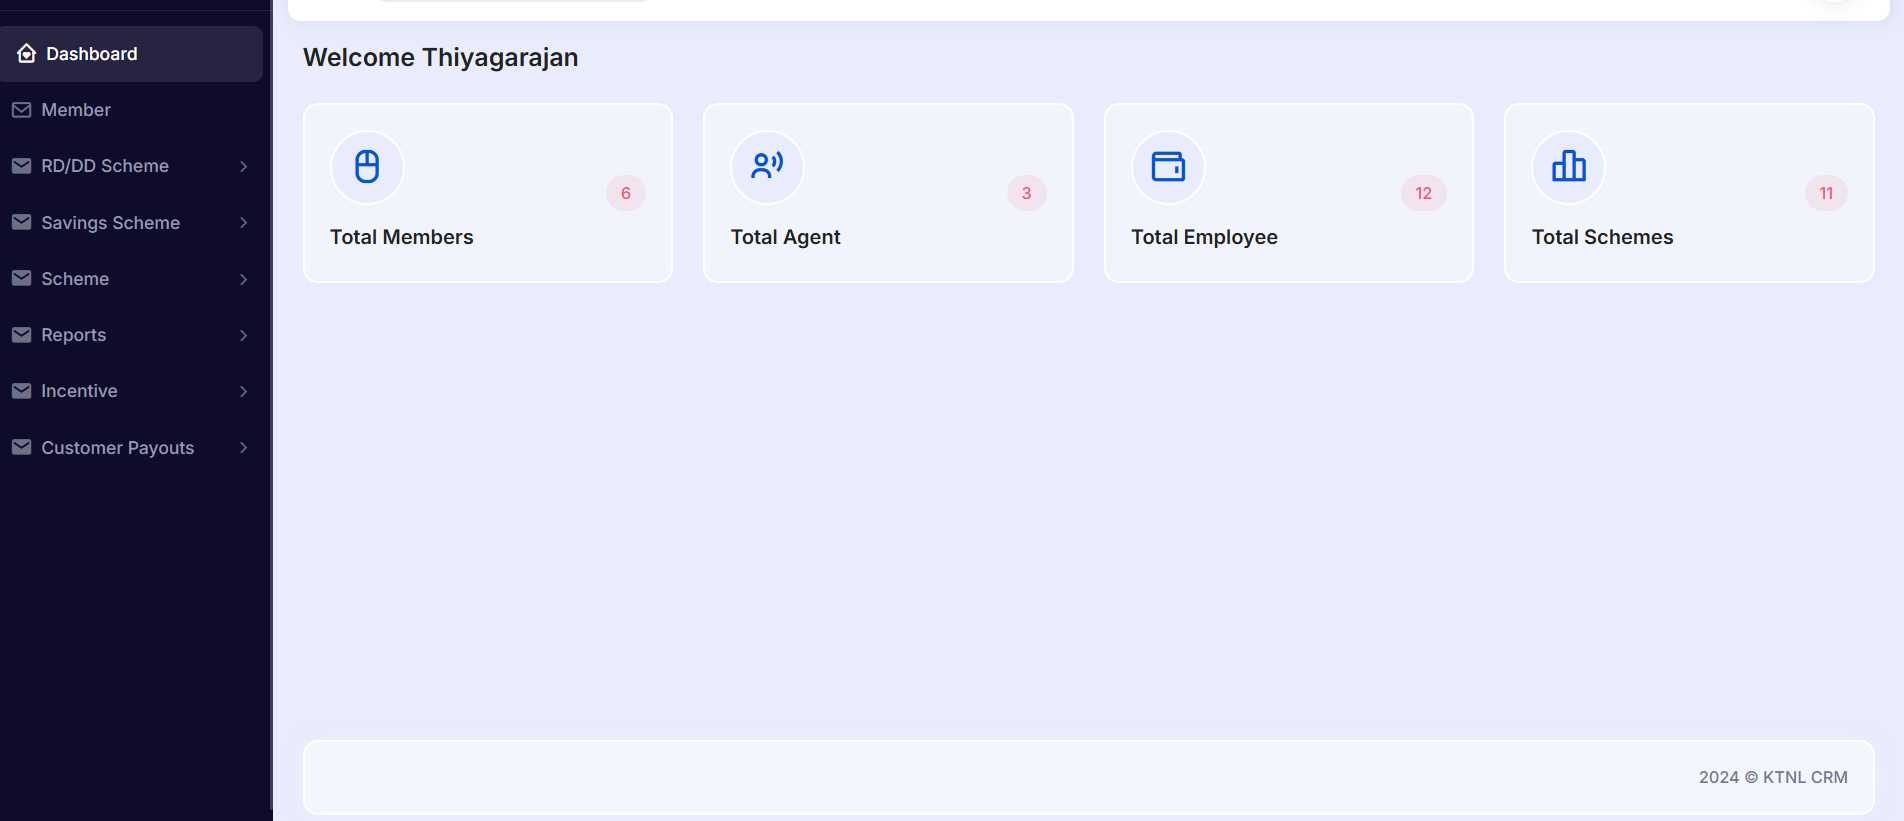 Dashboard
Member
RD/DD Scheme
Savings Scheme
Scheme
Reports
Incentive
Customer Payouts
Welcome Thiyagarajan
6
Total Members
3
Total Agent
12
Total Employee
11
Total Schemes
2024 © KTNL CRM